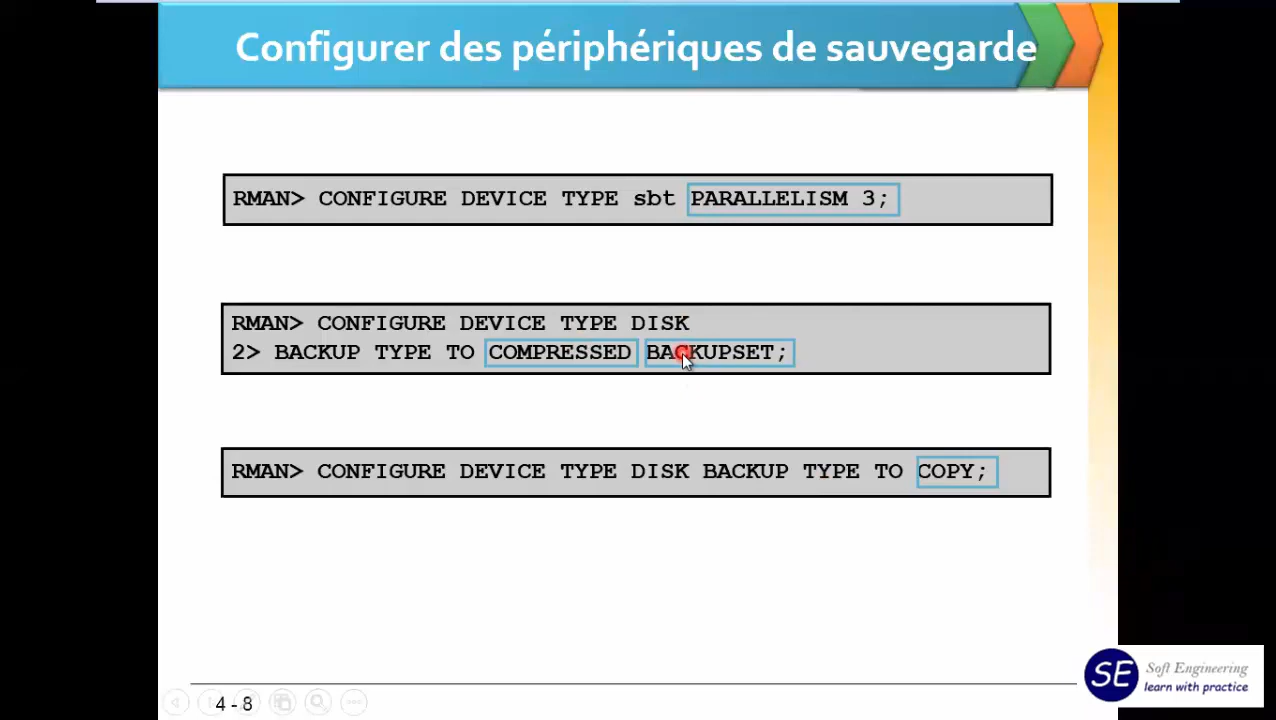 Configurer des périphériques de sauvegarde
RMAN> CONFIGURE DEVICE TYPE sbt PARALLELISM 3;
RMAN> CONFIGURE DEVICE TYPE DISK
2> BACKUP TYPE TO COMPRESSED BACKUPSET;
RMAN> CONFIGURE DEVICE TYPE DISK BACKUP TYPE TO COPY;
4 - 8
SE
Soft Engineering
learn with practice